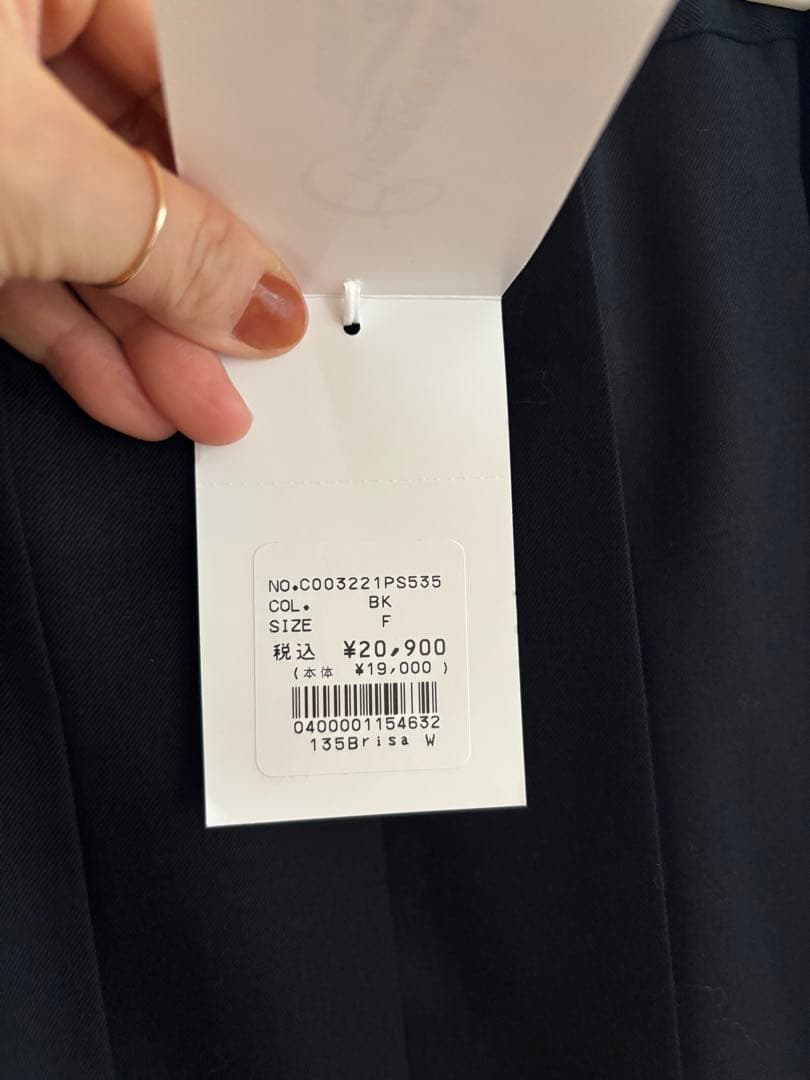 NO.C003221PS535
COL. BK
SIZE F
税込 ¥20,900
(本体 ¥19,000 )
0400001154632
135Brisa W